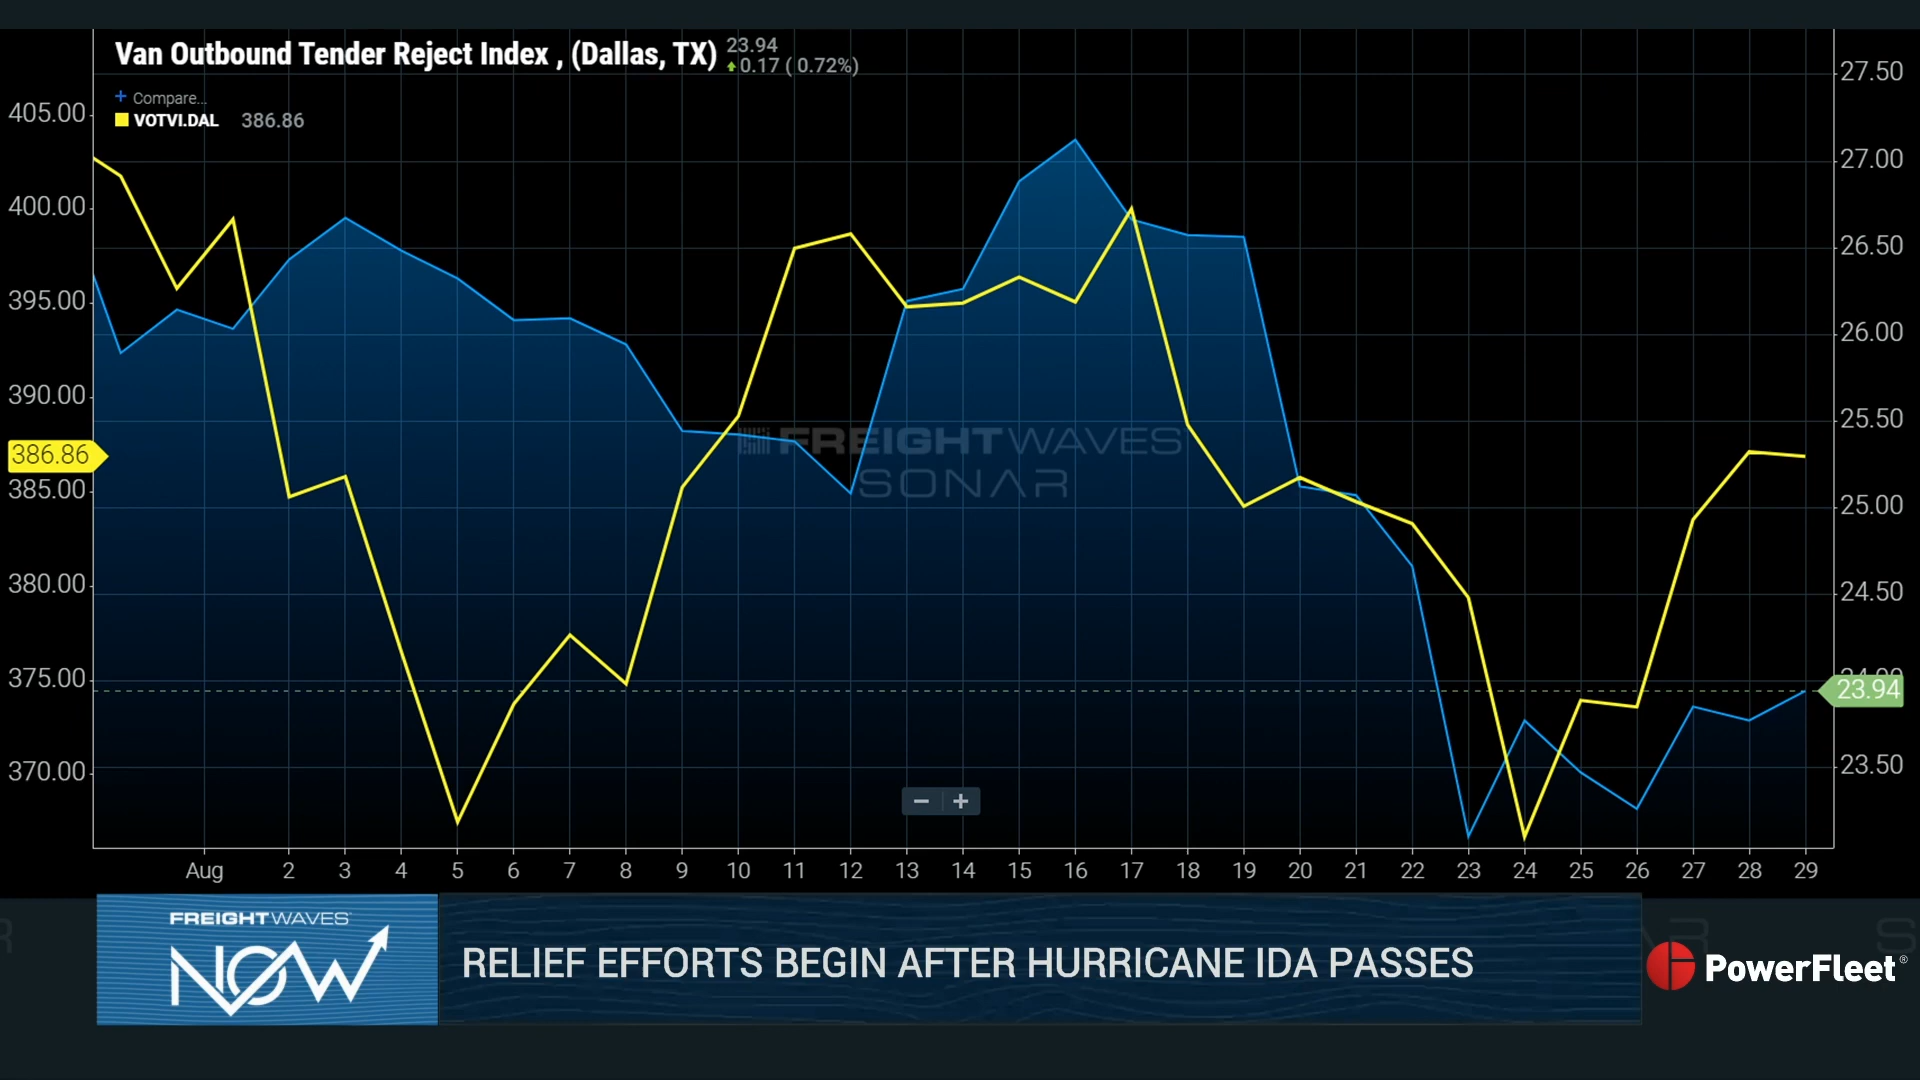 Van Outbound Tender Reject Index , (Dallas, TX) 23.94
0.17 ( 0.72%)
+ Compare...
VOTVI.DAL 386.86
405.00
400.00
395.00
390.00
386.86
385.00
380.00
375.00
370.00
27.50
27.00
26.50
26.00
25.50
25.00
24.50
24.00
23.94
23.50
FREIGHTWAVES
SONAR
− +
Aug 2 3 4 5 6 7 8 9 10 11 12 13 14 15 16 17 18 19 20 21 22 23 24 25 26 27 28 29
FREIGHTWAVES
NOW
RELIEF EFFORTS BEGIN AFTER HURRICANE IDA PASSES
PowerFleet®